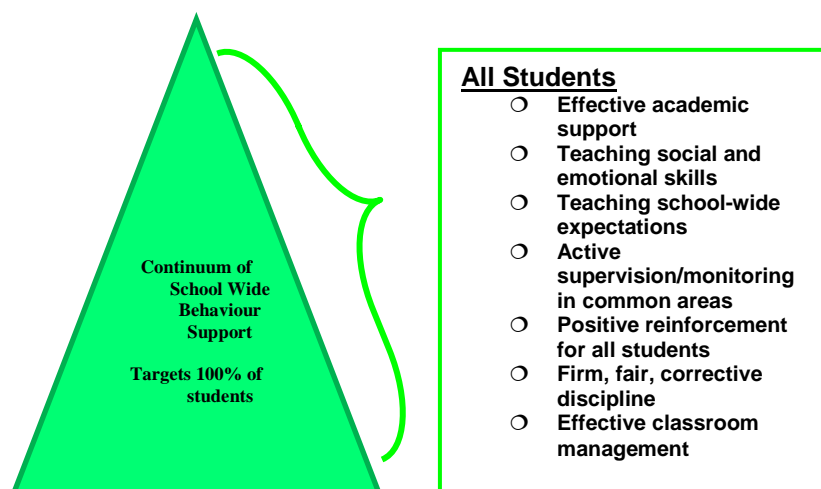 Continuum of
School Wide
Behaviour
Support
Targets 100% of
students
All Students
❍ Effective academic
support
❍ Teaching social and
emotional skills
❍ Teaching school-wide
expectations
❍ Active
supervision/monitoring
in common areas
❍ Positive reinforcement
for all students
❍ Firm, fair, corrective
discipline
❍ Effective classroom
management